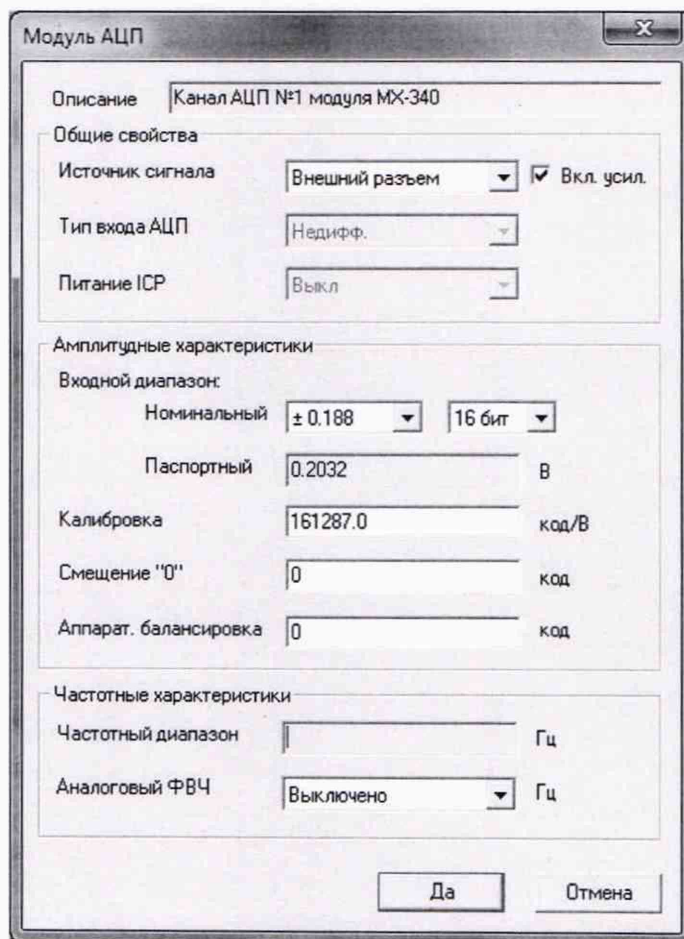 Модуль АЦП
Описание Канал АЦП №1 модуля MX-340
Общие свойства
Источник сигнала Внешний разъем Вкл. усил.
Тип входа АЦП Недифф.
Питание ICP Выкл
Амплитудные характеристики
Входной диапазон:
Номинальный ± 0.188 16 бит
Паспортный 0.2032 В
Калибровка 161287.0 код/В
Смещение "0" 0 код
Аппарат. балансировка 0 код
Частотные характеристики
Частотный диапазон Гц
Аналоговый ФВЧ Выключено Гц
Да Отмена